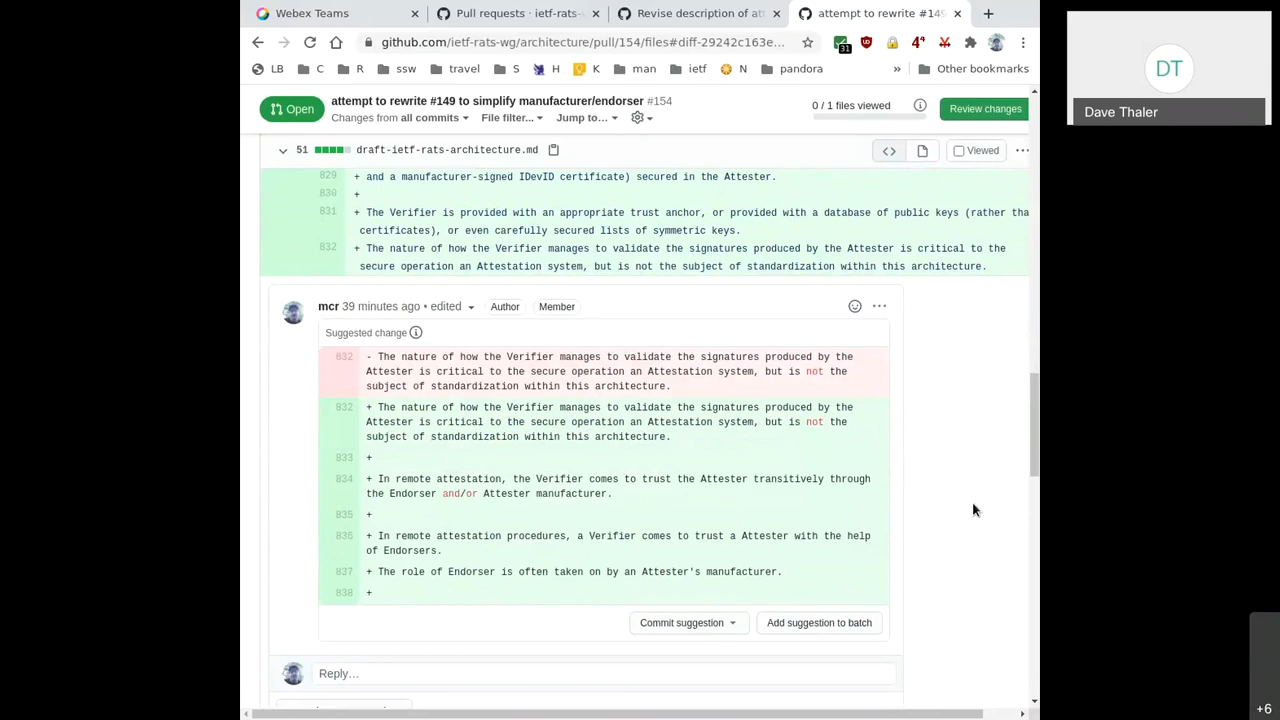 Webex Teams
Pull requests · ietf-rats-
Revise description of att
attempt to rewrite #149
github.com/ietf-rats-wg/architecture/pull/154/files#diff-29242c163e...
31
LB C R ssw travel S H K man ietf N pandora » Other bookmarks
Open
attempt to rewrite #149 to simplify manufacturer/endorser #154
Changes from all commits File filter... Jump to...
0 / 1 files viewed
Review changes
51 draft-ietf-rats-architecture.md
Viewed
829 + and a manufacturer-signed IDevID certificate) secured in the Attester.
830 +
831 + The Verifier is provided with an appropriate trust anchor, or provided with a database of public keys (rather tha
certificates), or even carefully secured lists of symmetric keys.
832 + The nature of how the Verifier manages to validate the signatures produced by the Attester is critical to the
secure operation an Attestation system, but is not the subject of standardization within this architecture.
mcr 39 minutes ago • edited Author Member
Suggested change
832 - The nature of how the Verifier manages to validate the signatures produced by the
Attester is critical to the secure operation an Attestation system, but is not the
subject of standardization within this architecture.
832 + The nature of how the Verifier manages to validate the signatures produced by the
Attester is critical to the secure operation an Attestation system, but is not the
subject of standardization within this architecture.
833 +
834 + In remote attestation, the Verifier comes to trust the Attester transitively through
the Endorser and/or Attester manufacturer.
835 +
836 + In remote attestation procedures, a Verifier comes to trust a Attester with the help
of Endorsers.
837 + The role of Endorser is often taken on by an Attester's manufacturer.
838 +
Commit suggestion Add suggestion to batch
Reply...
DT
Dave Thaler
+6